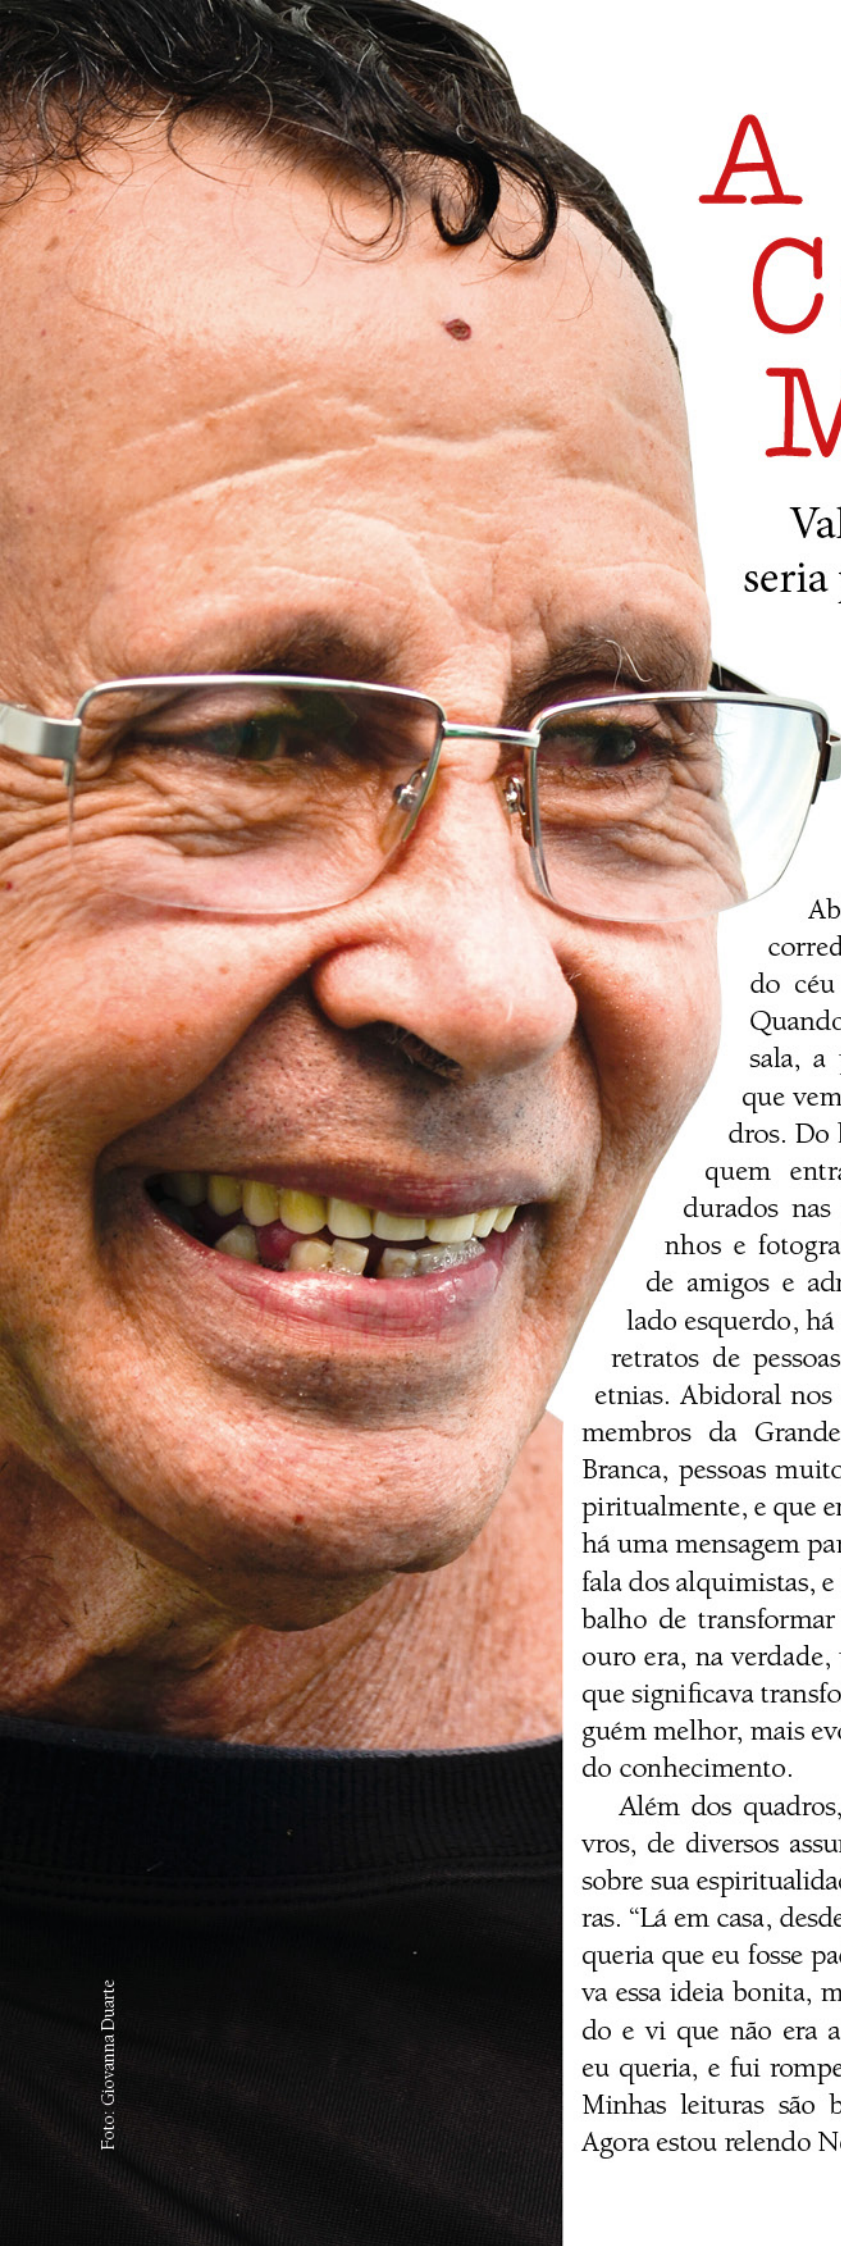 A
C
M
Val
seria
Ab
corred
do céu
Quando
sala, a
que vem
dros. Do
quem entra
durados nas
nhos e fotogra
de amigos e adm
lado esquerdo, há
retratos de pessoas
etnias. Abidoral nos
membros da Grande
Branca, pessoas muito
piritualmente, e que en
há uma mensagem par
fala dos alquimistas, e
balho de transformar
ouro era, na verdade,
que significava transfo
guém melhor, mais evo
do conhecimento.
Além dos quadros,
vros, de diversos assun
sobre sua espiritualidad
ras. “Lá em casa, desde
queria que eu fosse pad
va essa ideia bonita, m
do e vi que não era a
eu queria, e fui rompe
Minhas leituras são b
Agora estou relendo N
Foto: Giovanna Duarte